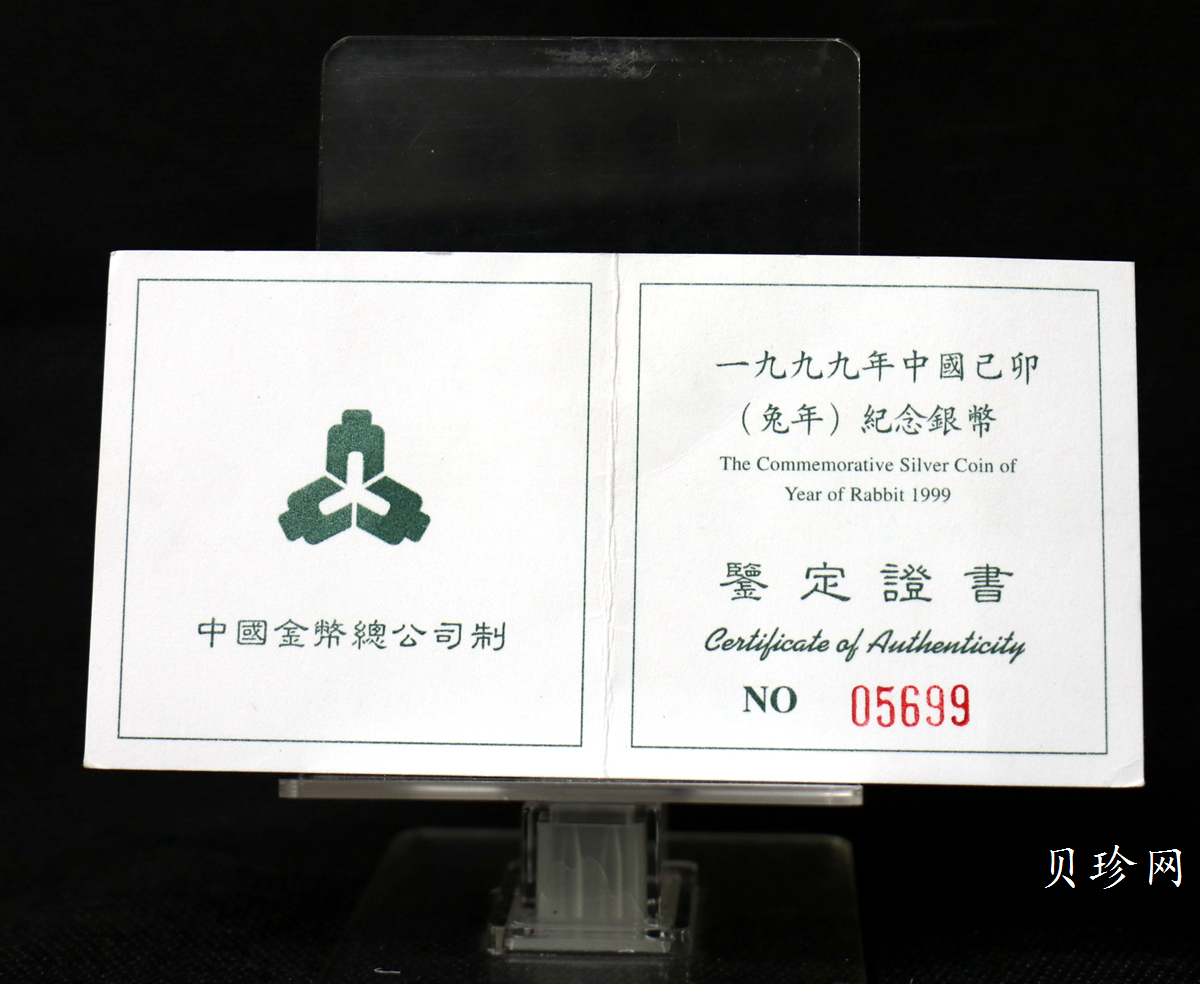 中國金幣總公司制
一九九九年中國己卯
（兔年）紀念銀幣
The Commemorative Silver Coin of
Year of Rabbit 1999
鑒定證書
Certificate of Authenticity
NO 05699
贝珍网